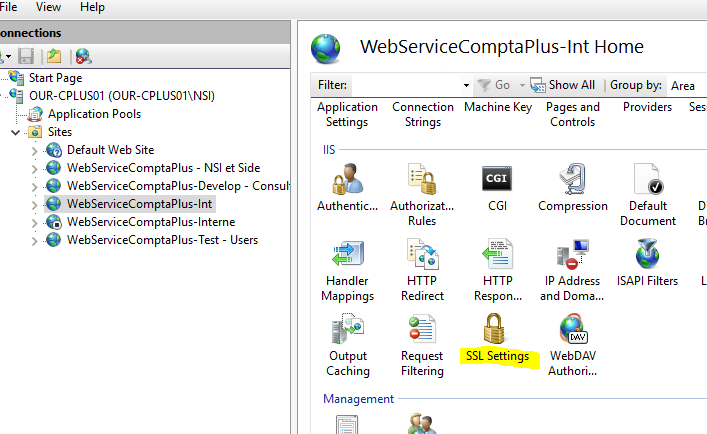 File View
onnections
Start Page
OUR-CPLUS01 (OUR-CPLUS01\NSI)
Application Pools
Sites
Default Web Site
WebServiceComptaPlus - NSI et Side
WebServiceComptaPlus-Develop - Consult
WebServiceComptaPlus-Int
WebServiceComptaPlus-Interne
WebServiceComptaPlus-Test - Users
WebServiceComptaPlus-Int Home
Filter: Go Show All Group by: Area
Application Settings
Connection Strings
Machine Key
Pages and Controls
Providers
Ses
IIS
Authentic...
Authorizat... Rules
CGI
CGI
Compression
Default Document
D
Br
Handler Mappings
HTTP Redirect
HTTP Respon...
IP Address and Doma...
ISAPI Filters
L
Output Caching
Request Filtering
SSL Settings
DAV
WebDAV Authori...
Management